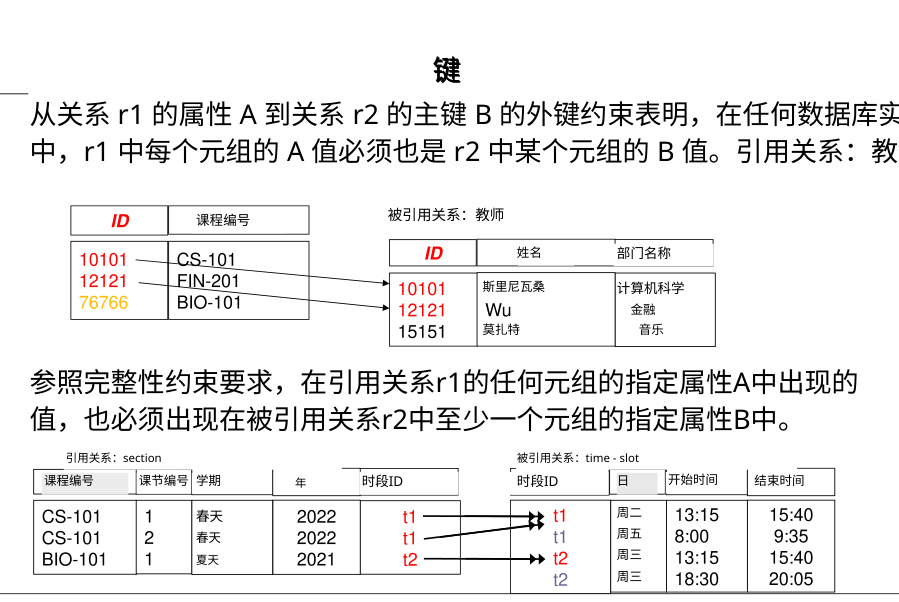 键
从关系 r1 的属性 A 到关系 r2 的主键 B 的外键约束表明，在任何数据库实
中，r1 中每个元组的 A 值必须也是 r2 中某个元组的 B 值。引用关系：教
被引用关系：教师
ID 课程编号
10101 CS-101
12121 FIN-201
76766 BIO-101
ID 姓名 部门名称
10101 斯里尼瓦桑 计算机科学
12121 Wu 金融
15151 莫扎特 音乐
参照完整性约束要求，在引用关系r1的任何元组的指定属性A中出现的
值，也必须出现在被引用关系r2中至少一个元组的指定属性B中。
引用关系：section
课程编号 课节编号 学期 年 时段ID
CS-101 1 春天 2022 t1
CS-101 2 春天 2022 t1
BIO-101 1 夏天 2021 t2
被引用关系：time - slot
时段ID 日 开始时间 结束时间
t1 周二 13:15 15:40
t1 周五 8:00 9:35
t2 周三 13:15 15:40
t2 周三 18:30 20:05